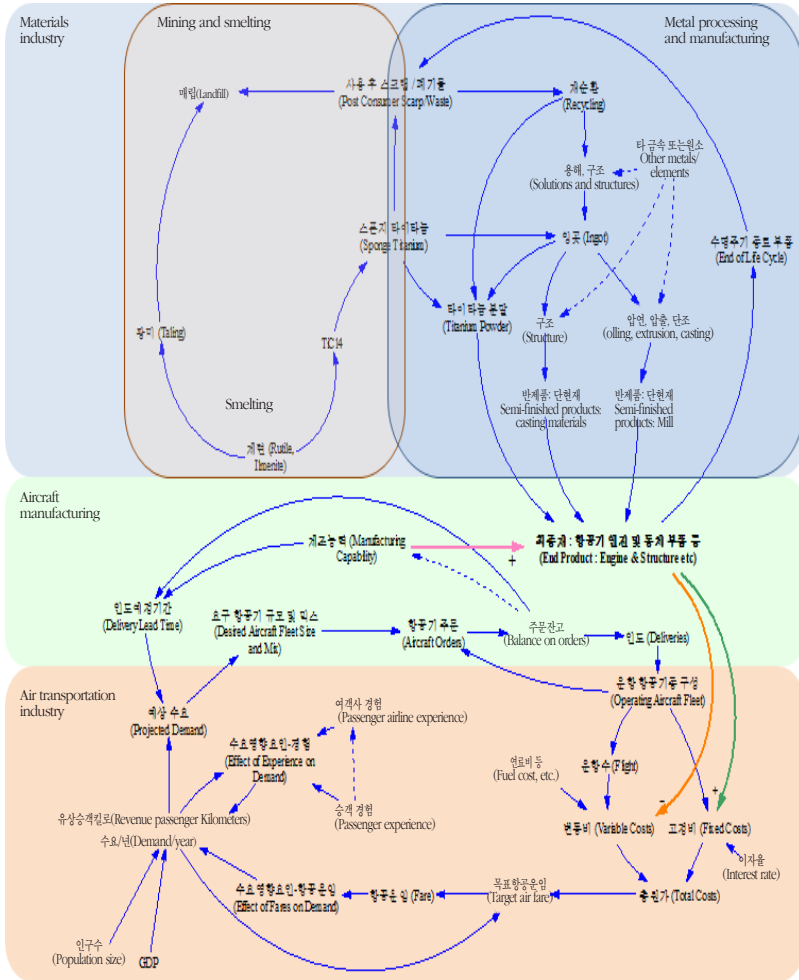 Materials
industry
Mining and smelting
Metal processing
and manufacturing
매립(Landfill)
사용 후 스크랩 /폐기물
(Post Consumer Scarp/Waste)
재순환
(Recycling)
타 금속 또는원소
Other metals/
elements
용해, 구조
(Solutions and structures)
스폰지 타이타늄
(Sponge Titanium)
잉곳 (Ingot)
수명주기 종료 부품
(End of Life Cycle)
타이타늄 분말
(Titanium Powder)
구조
(Structure)
압연, 압출, 단조
(olling, extrusion, casting)
광미 (Taling)
TiCl4
반제품: 단현재
Semi-finished products:
casting materials
반제품: 단현재
Semi-finished
products: Mill
Smelting
(Rutile,
Ilmenite)
Aircraft
manufacturing
제조능력 (Manufacturing
Capability)
+
최종재 : 항공기 엔진 및 동체 부품 등
(End Product : Engine & Structure etc)
인도예정기간
(Delivery Lead Time)
요구 항공기 규모 및 믹스
(Desired Aircraft Fleet Size
and Mix)
항공기 주문
(Aircraft Orders)
주문잔고
(Balance on orders)
인도 (Deliveries)
Air transportation
industry
예상 수요
(Projected Demand)
운항 항공기종 구성
(Operating Aircraft Fleet)
여객사 경험
(Passenger airline experience)
수요영향요인-경험
(Effect of Experience on
Demand)
연료비 등
(Fuel cost, etc.)
운항수 (Flight)
유상승객킬로(Revenue passenger Kilometers)
수요/년(Demand/year)
승객 경험
(Passenger experience)
-
+
변동비 (Variable Costs)
고정비 (Fixed Costs)
이자율
(Interest rate)
수요영향요인-항공운임
(Effect of Fares on Demand)
항공운임 (Fare)
목표항공운임
(Target air fare)
총 원가 (Total Costs)
인구수
(Population size)
GDP